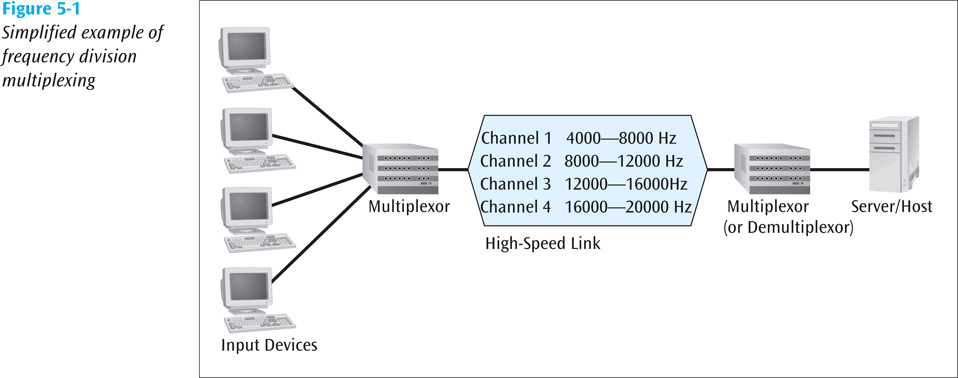 Figure 5-1
Simplified example of
frequency division
multiplexing
Channel 1 4000—8000 Hz
Channel 2 8000—12000 Hz
Channel 3 12000—16000Hz
Channel 4 16000—20000 Hz
Multiplexor
Multiplexor
(or Demultiplexor)
Server/Host
High-Speed Link
Input Devices